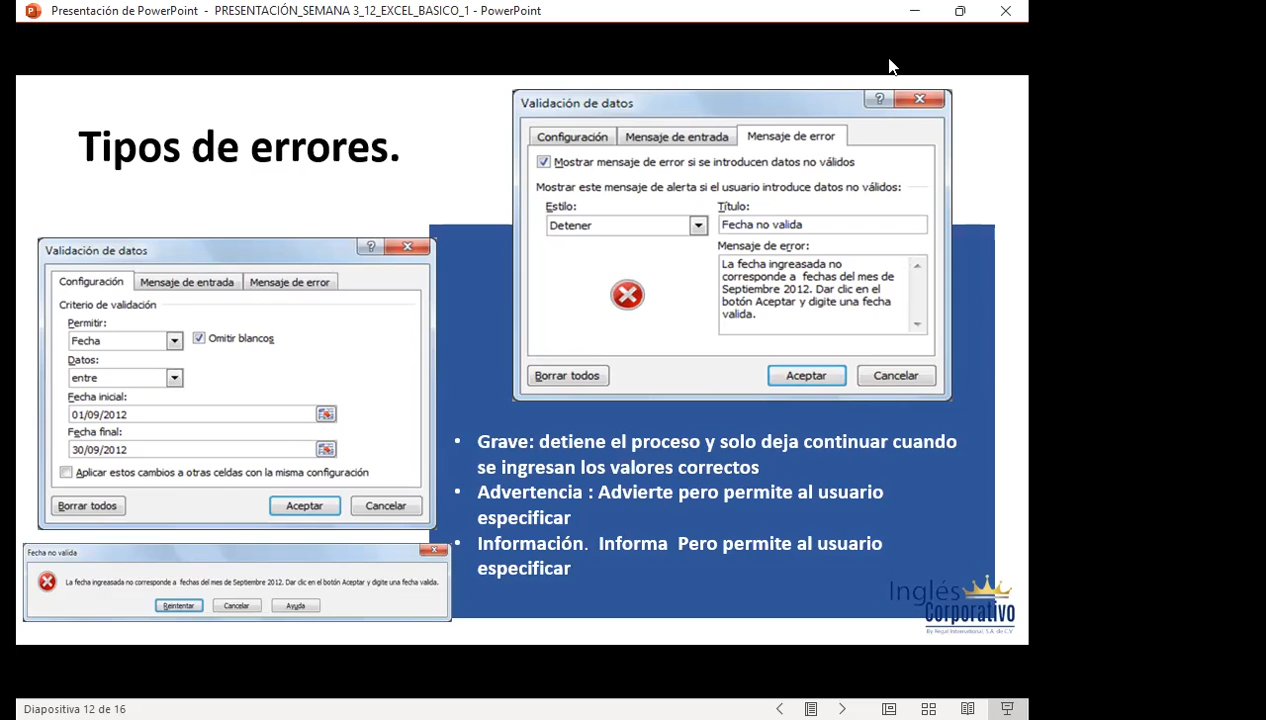 Presentación de PowerPoint - PRESENTACIÓN_SEMANA 3_12_EXCEL_BASICO_1 - PowerPoint
Tipos de errores.
Validación de datos
Configuración Mensaje de entrada Mensaje de error
Mostrar mensaje de error si se introducen datos no válidos
Mostrar este mensaje de alerta si el usuario introduce datos no válidos:
Estilo:
Detener
Título:
Fecha no valida
Mensaje de error:
La fecha ingreasada no
corresponde a fechas del mes de
Septiembre 2012. Dar clic en el
botón Aceptar y digite una fecha
valida.
Borrar todos Aceptar Cancelar
Validación de datos
Configuración Mensaje de entrada Mensaje de error
Criterio de validación
Permitir:
Fecha Omitir blancos
Datos:
entre
Fecha inicial:
01/09/2012
Fecha final:
30/09/2012
Aplicar estos cambios a otras celdas con la misma configuración
Borrar todos Aceptar Cancelar
Fecha no valida
La fecha ingreasada no corresponde a fechas del mes de Septiembre 2012. Dar clic en el botón Aceptar y digite una fecha valida.
Reintentar Cancelar Ayuda
• Grave: detiene el proceso y solo deja continuar cuando
se ingresan los valores correctos
• Advertencia : Advierte pero permite al usuario
especificar
• Información. Informa Pero permite al usuario
especificar
Inglés
Corporativo
By Regal International, S.A. de C.V
Diapositiva 12 de 16